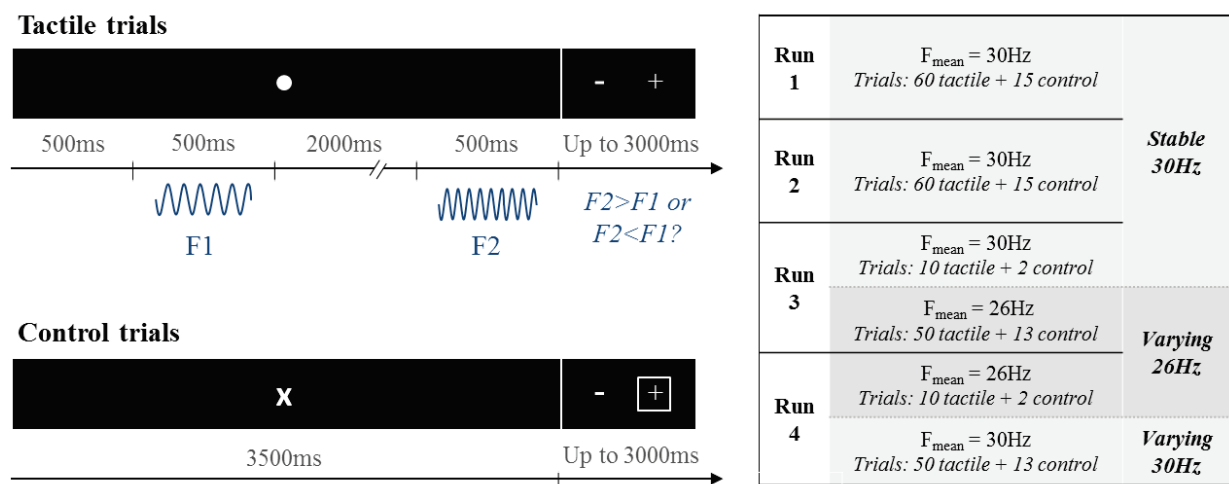 Tactile trials
- +
500ms 500ms 2000ms 500ms Up to 3000ms
F1 F2
F2>F1 or
F2<F1?
Control trials
x
- +
3500ms Up to 3000ms
Run
1
Fmean = 30Hz
Trials: 60 tactile + 15 control
Stable
30Hz
Run
2
Fmean = 30Hz
Trials: 60 tactile + 15 control
Run
3
Fmean = 30Hz
Trials: 10 tactile + 2 control
Fmean = 26Hz
Trials: 50 tactile + 13 control
Varying
26Hz
Run
4
Fmean = 26Hz
Trials: 10 tactile + 2 control
Fmean = 30Hz
Trials: 50 tactile + 13 control
Varying
30Hz